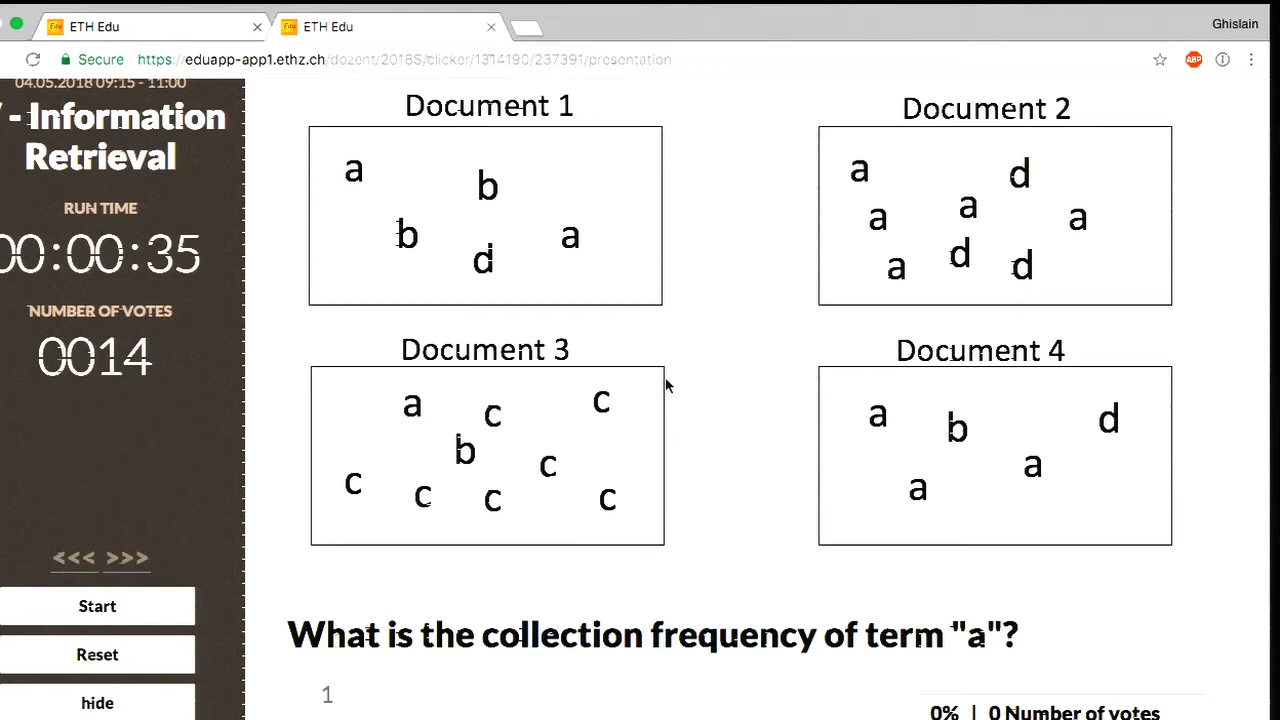 ETH Edu
ETH Edu
Ghislain
Secure https://eduapp-app1.ethz.ch/dozent/2018S/clicker/1314190/237391/presentation
ABP
04.05.2018 09:15 - 11:00
- Information
Retrieval
RUN TIME
00:00:35
NUMBER OF VOTES
0014
<<< >>>
Start
Reset
hide
Document 1
a
b
b
a
d
Document 2
a
d
a
a
a
d
a
d
Document 3
a
c
c
b
c
c
c
c
c
Document 4
a
b
d
a
a
What is the collection frequency of term "a"?
1
0% | 0 Number of votes